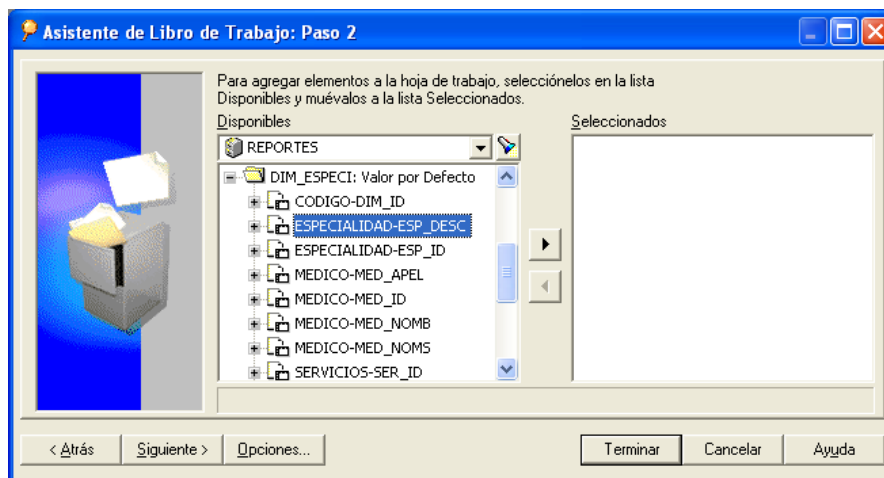 Asistente de Libro de Trabajo: Paso 2
Para agregar elementos a la hoja de trabajo, selecciónelos en la lista
Disponibles y muévalos a la lista Seleccionados.
Disponibles
Seleccionados
REPORTES
DIM_ESPECI: Valor por Defecto
CODIGO-DIM_ID
ESPECIALIDAD-ESP_DESC
ESPECIALIDAD-ESP_ID
MEDICO-MED_APEL
MEDICO-MED_ID
MEDICO-MED_NOMB
MEDICO-MED_NOMS
SERVICIOS-SER_ID
< Atrás
Siguiente >
Opciones...
Terminar
Cancelar
Ayuda